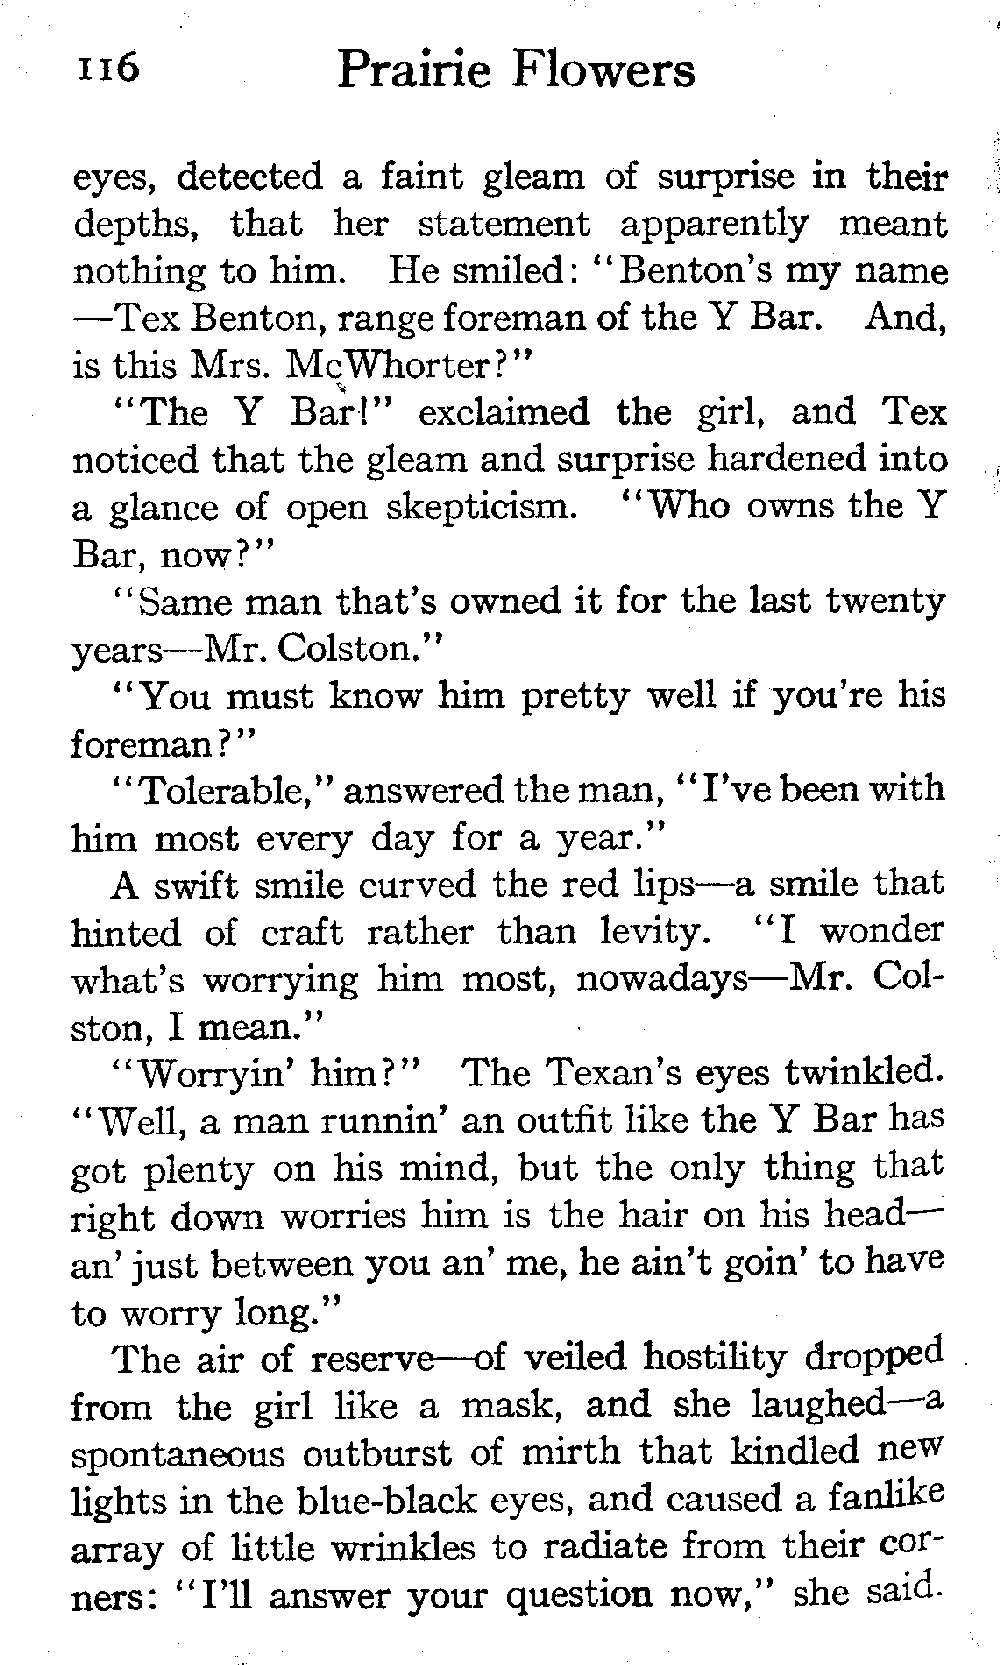 116 Prairie Flowers
eyes, detected a faint gleam of surprise in their
depths, that her statement apparently meant
nothing to him. He smiled: "Benton's my name
—Tex Benton, range foreman of the Y Bar. And,
is this Mrs. McWhorter?"
"The Y Bar!" exclaimed the girl, and Tex
noticed that the gleam and surprise hardened into
a glance of open skepticism. "Who owns the Y
Bar, now?"
"Same man that's owned it for the last twenty
years—Mr. Colston."
"You must know him pretty well if you're his
foreman?"
"Tolerable," answered the man, "I've been with
him most every day for a year."
A swift smile curved the red lips—a smile that
hinted of craft rather than levity. "I wonder
what's worrying him most, nowadays—Mr. Col-
ston, I mean."
"Worryin' him?" The Texan's eyes twinkled.
"Well, a man runnin' an outfit like the Y Bar has
got plenty on his mind, but the only thing that
right down worries him is the hair on his head—
an' just between you an' me, he ain't goin' to have
to worry long."
The air of reserve—of veiled hostility dropped
from the girl like a mask, and she laughed—a
spontaneous outburst of mirth that kindled new
lights in the blue-black eyes, and caused a fanlike
array of little wrinkles to radiate from their cor-
ners: "I'll answer your question now," she said.